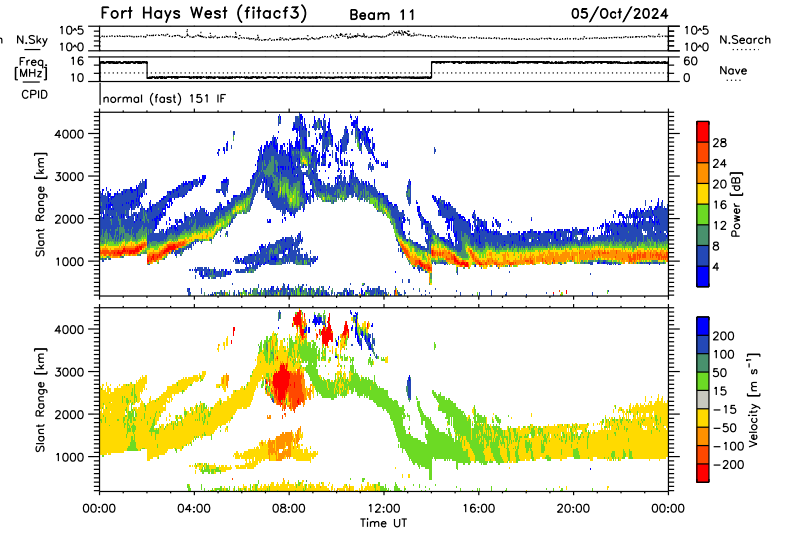 Fort Hays West (fitacf3) Beam 11 05/Oct/2024
N.Sky 10^5 10^0 10^5 10^0 N.Search
Freq. [MHz] 16 10 60 0 Nave
CPID normal (fast) 151 IF
Slant Range [km]
4000
3000
2000
1000
28
24
20
16
12
8
4
Power [dB]
Slant Range [km]
4000
3000
2000
1000
200
100
50
15
−15
−50
−100
−200
Velocity [m s⁻¹]
00:00 04:00 08:00 12:00 16:00 20:00 00:00
Time UT